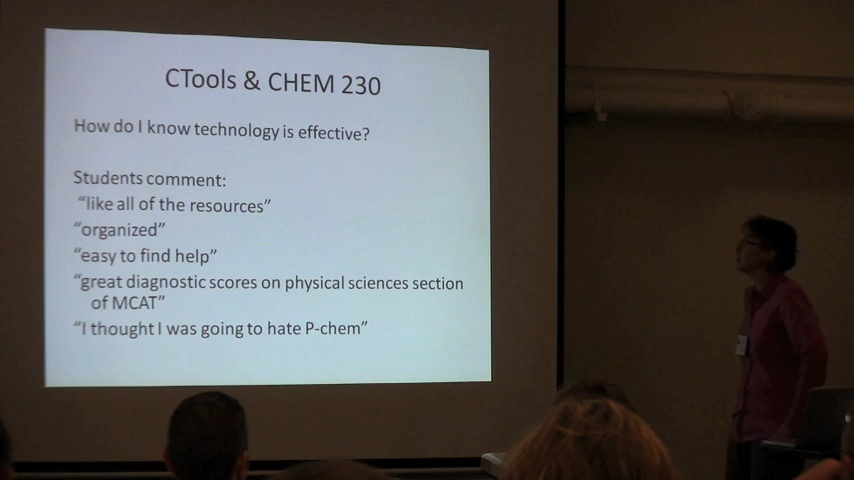 CTools & CHEM 230
How do I know technology is effective?
Students comment:
“like all of the resources”
“organized”
“easy to find help”
“great diagnostic scores on physical sciences section
of MCAT”
“I thought I was going to hate P-chem”